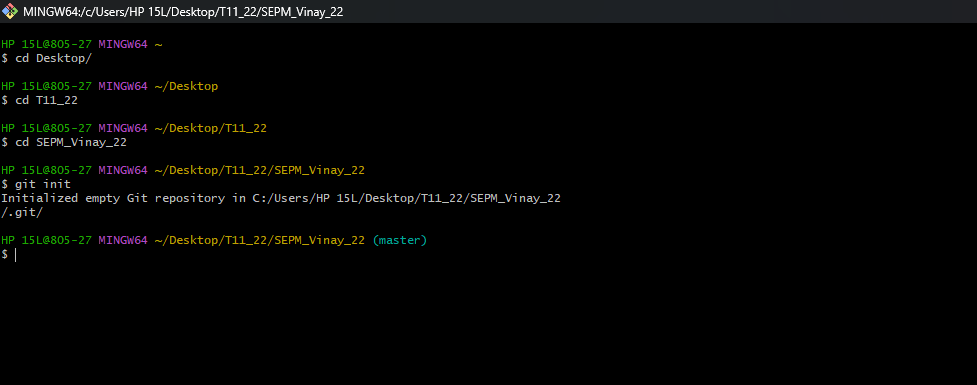 MINGW64:/c/Users/HP 15L/Desktop/T11_22/SEPM_Vinay_22
HP 15L@805-27 MINGW64 ~
$ cd Desktop/
HP 15L@805-27 MINGW64 ~/Desktop
$ cd T11_22
HP 15L@805-27 MINGW64 ~/Desktop/T11_22
$ cd SEPM_Vinay_22
HP 15L@805-27 MINGW64 ~/Desktop/T11_22/SEPM_Vinay_22
$ git init
Initialized empty Git repository in C:/Users/HP 15L/Desktop/T11_22/SEPM_Vinay_22
/.git/
HP 15L@805-27 MINGW64 ~/Desktop/T11_22/SEPM_Vinay_22 (master)
$